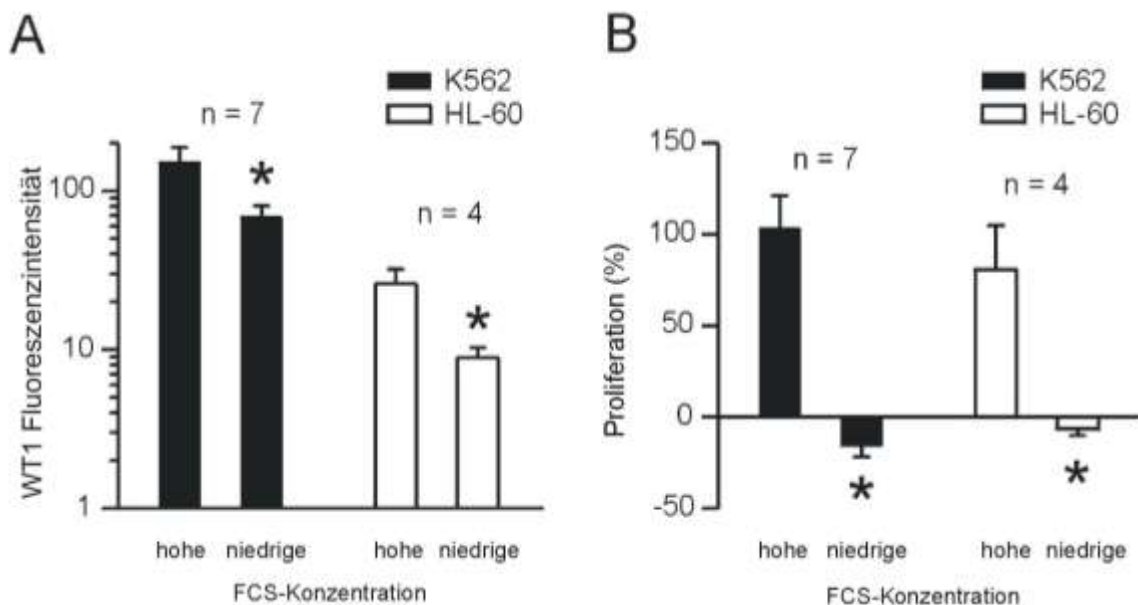 A
K562
HL-60
n = 7
n = 4
WT1 Fluoreszenzintensität
100
10
1
*
*
hohe niedrige hohe niedrige
FCS-Konzentration
B
K562
HL-60
n = 7
n = 4
Proliferation (%)
150
100
50
0
-50
*
*
hohe niedrige hohe niedrige
FCS-Konzentration